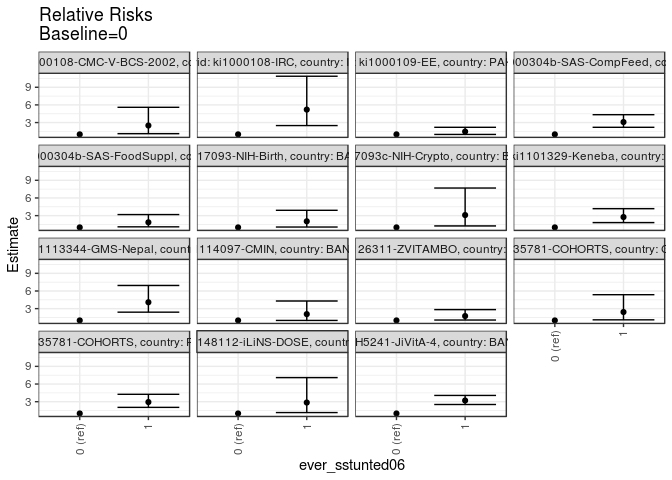 Relative Risks
Baseline=0
00108-CMC-V-BCS-2002, co
id: ki1000108-IRC, country: I
ki1000109-EE, country: PA
00304b-SAS-CompFeed, co
9
6
3
00304b-SAS-FoodSuppl, co
17093-NIH-Birth, country: BA
7093c-NIH-Crypto, country: B
ki1101329-Keneba, country:
9
6
3
1113344-GMS-Nepal, count
114097-CMIN, country: BAN
26311-ZVITAMBO, country:
35781-COHORTS, country: G
9
6
3
35781-COHORTS, country: P
148112-iLiNS-DOSE, countr
H5241-JiVitA-4, country: BA
9
6
3
0 (ref)
1
0 (ref)
1
0 (ref)
1
0 (ref)
1
Estimate
ever_sstunted06